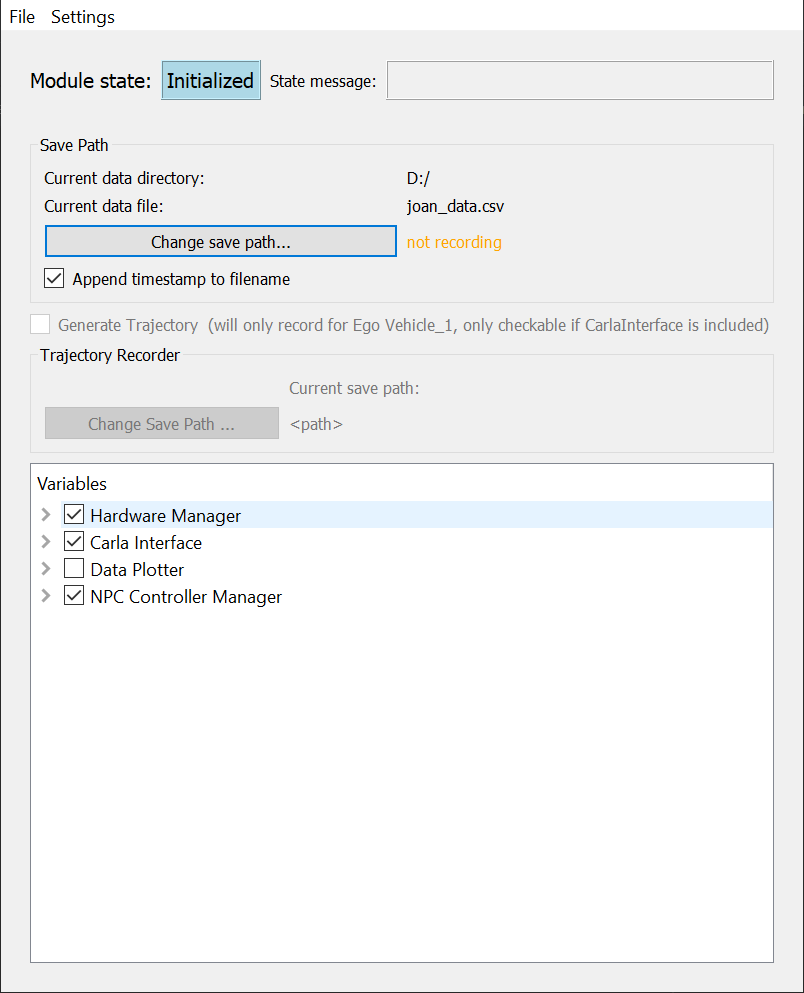 File Settings
Module state: Initialized State message:
Save Path
Current data directory: D:/
Current data file: joan_data.csv
Change save path... not recording
Append timestamp to filename
Generate Trajectory (will only record for Ego Vehicle_1, only checkable if CarlaInterface is included)
Trajectory Recorder
Current save path:
Change Save Path ... <path>
Variables
Hardware Manager
Carla Interface
Data Plotter
NPC Controller Manager